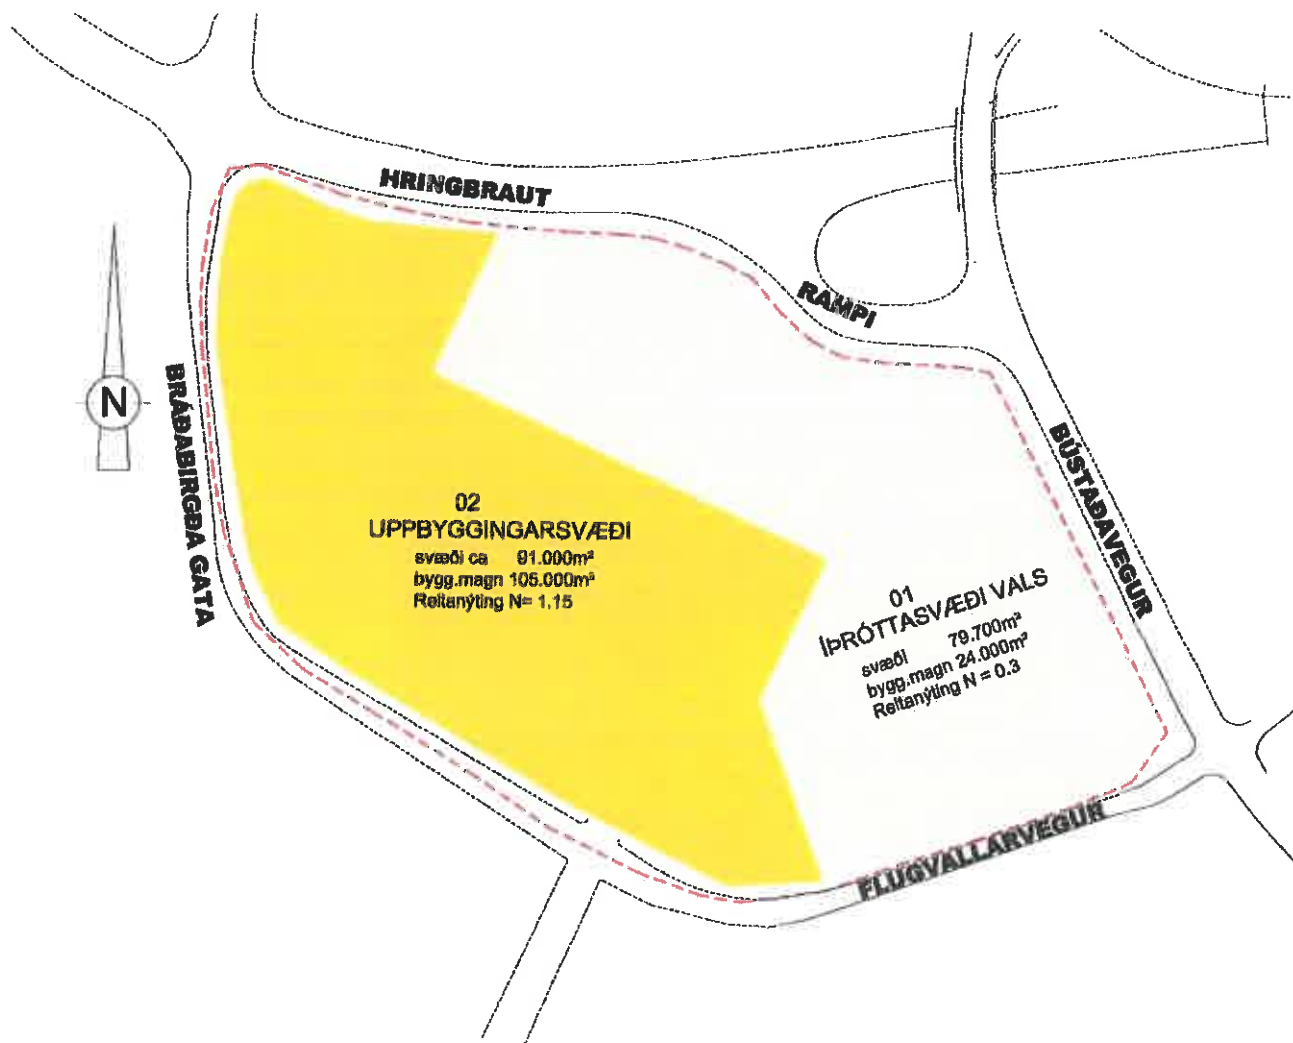 HRINGBRAUT
RAMPI
N
BRÁÐABIRGÐA GATA
BÚSTAÐAVEGUR
02
UPPBYGGINGARSVÆÐI
svæði ca 91.000m²
bygg.magn 105.000m²
Reitanýting N= 1.15
01
ÍÞRÓTTASVÆÐI VALS
svæði 79.700m²
bygg.magn 24.000m²
Reitanýting N = 0.3
FLUGVALLARVEGUR